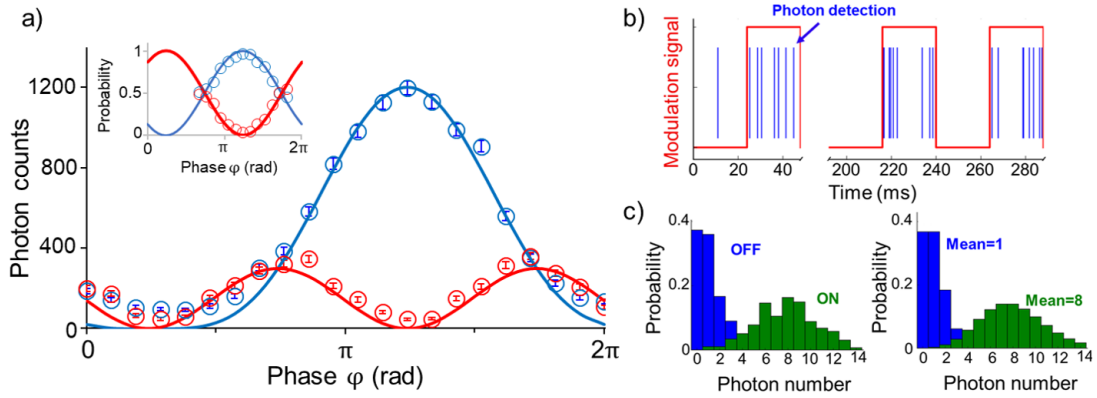 a)
1200
800
400
0
Photon counts
0
π
2π
Phase φ (rad)
1
0.5
0
Probability
0
π
2π
Phase φ (rad)
b)
Photon detection
Modulation signal
0
20
40
200
240
280
Time (ms)
c)
0.4
0.2
0
Probability
OFF
ON
0 2 4 6 8 10 12 14
Photon number
0.4
0.2
0
Probability
Mean=1
Mean=8
0 2 4 6 8 10 12 14
Photon number